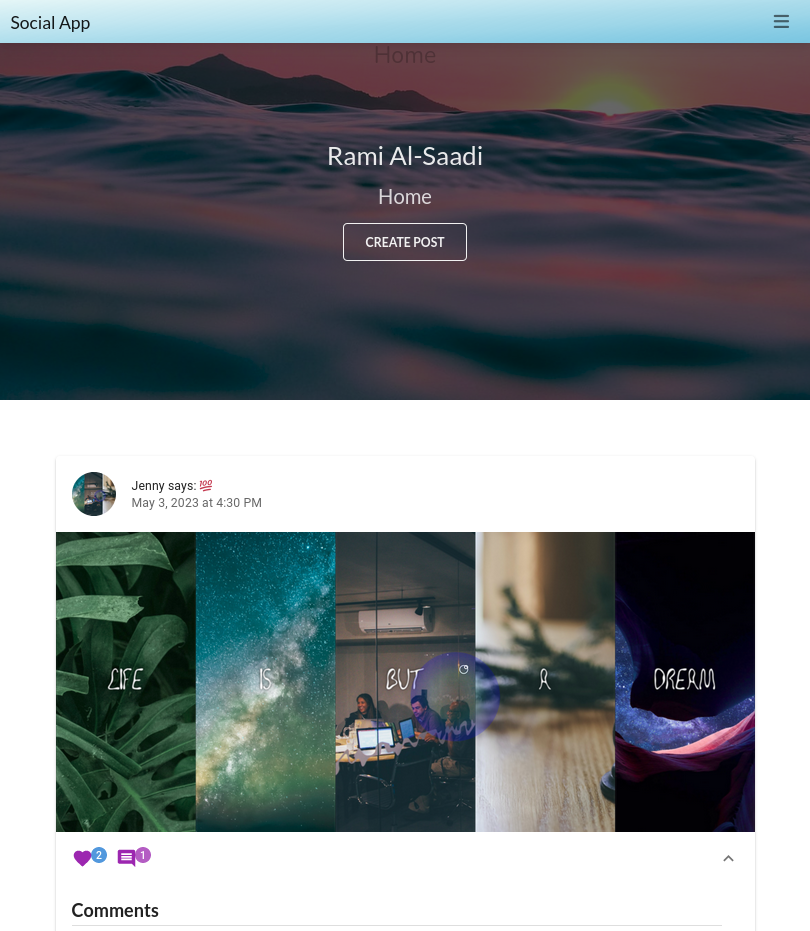 Social App
Home
Rami Al-Saadi
Home
CREATE POST
Jenny says: 💯
May 3, 2023 at 4:30 PM
LIFE IS BUT A DREAM
2 1
Comments